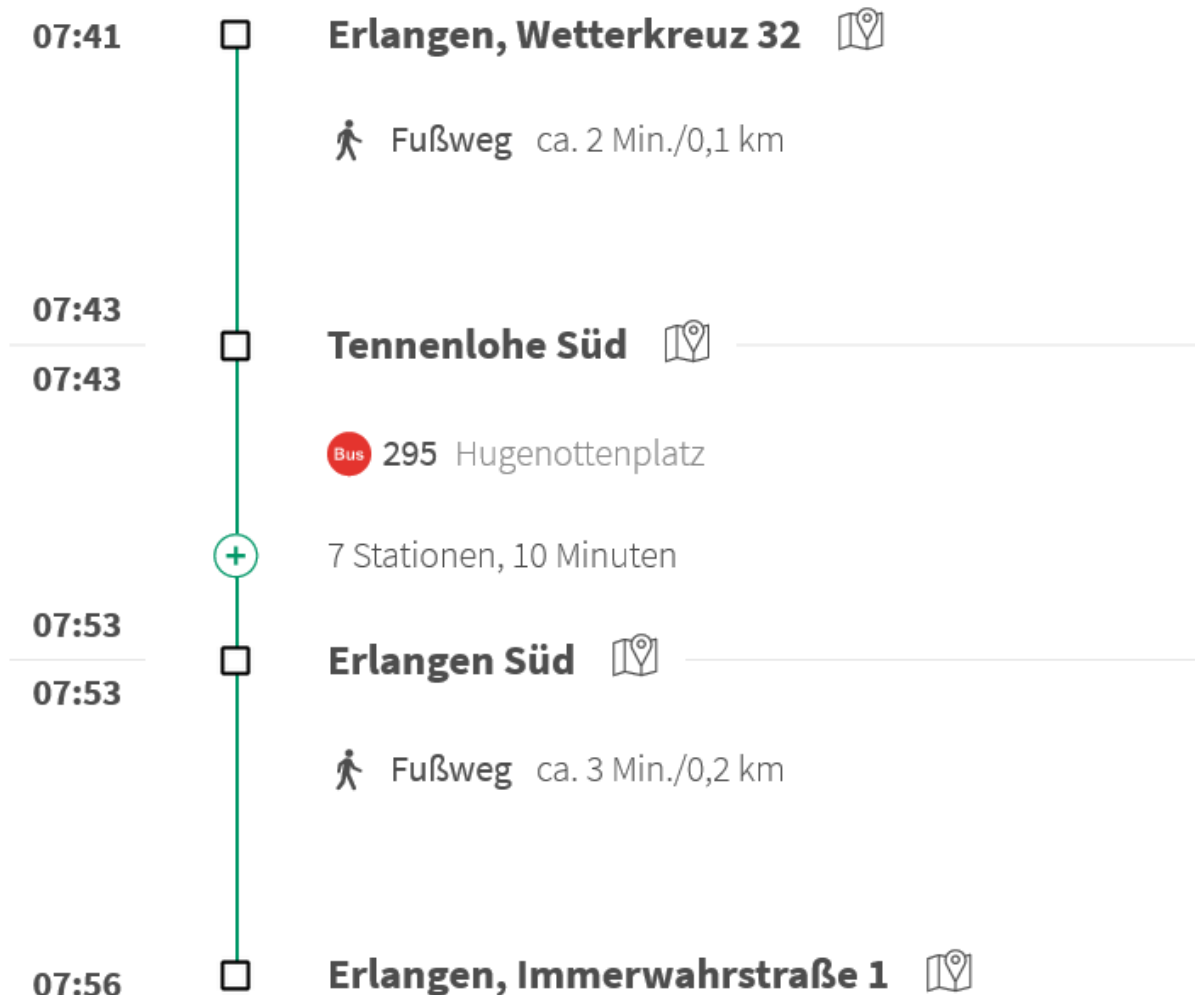 07:41 Erlangen, Wetterkreuz 32
Fußweg ca. 2 Min./0,1 km
07:43
Tennenlohe Süd
07:43
Bus 295 Hugenottenplatz
7 Stationen, 10 Minuten
07:53
Erlangen Süd
07:53
Fußweg ca. 3 Min./0,2 km
07:56 Erlangen, Immerwahrstraße 1